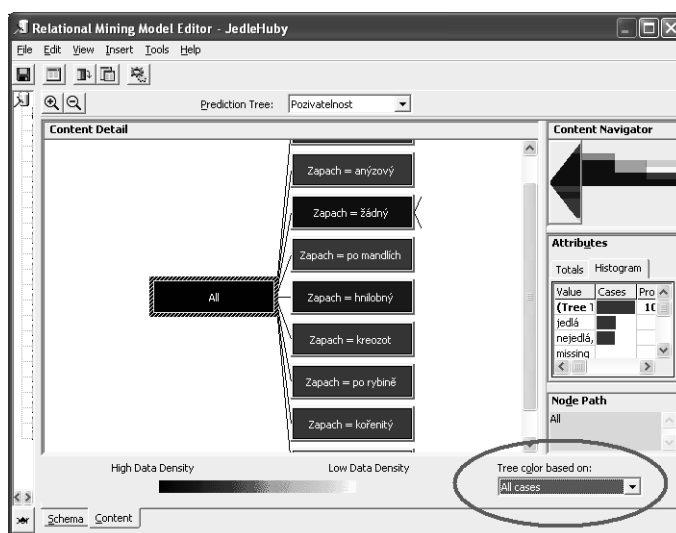 Relational Mining Model Editor - JedleHuby
File Edit View Insert Tools Help
Prediction Tree: Pozivatelnost
Content Detail
Content Navigator
Zapach = anýzový
Zapach = žádný
Zapach = po mandlích
All
Zapach = hnilobný
Zapach = kreozot
Zapach = po rybině
Zapach = kořenitý
Attributes
Totals Histogram
Value Cases Pro
(Tree T 10
jedlá
nejedlá,
missing
Node Path
All
High Data Density Low Data Density Tree color based on:
All cases
Schema Content